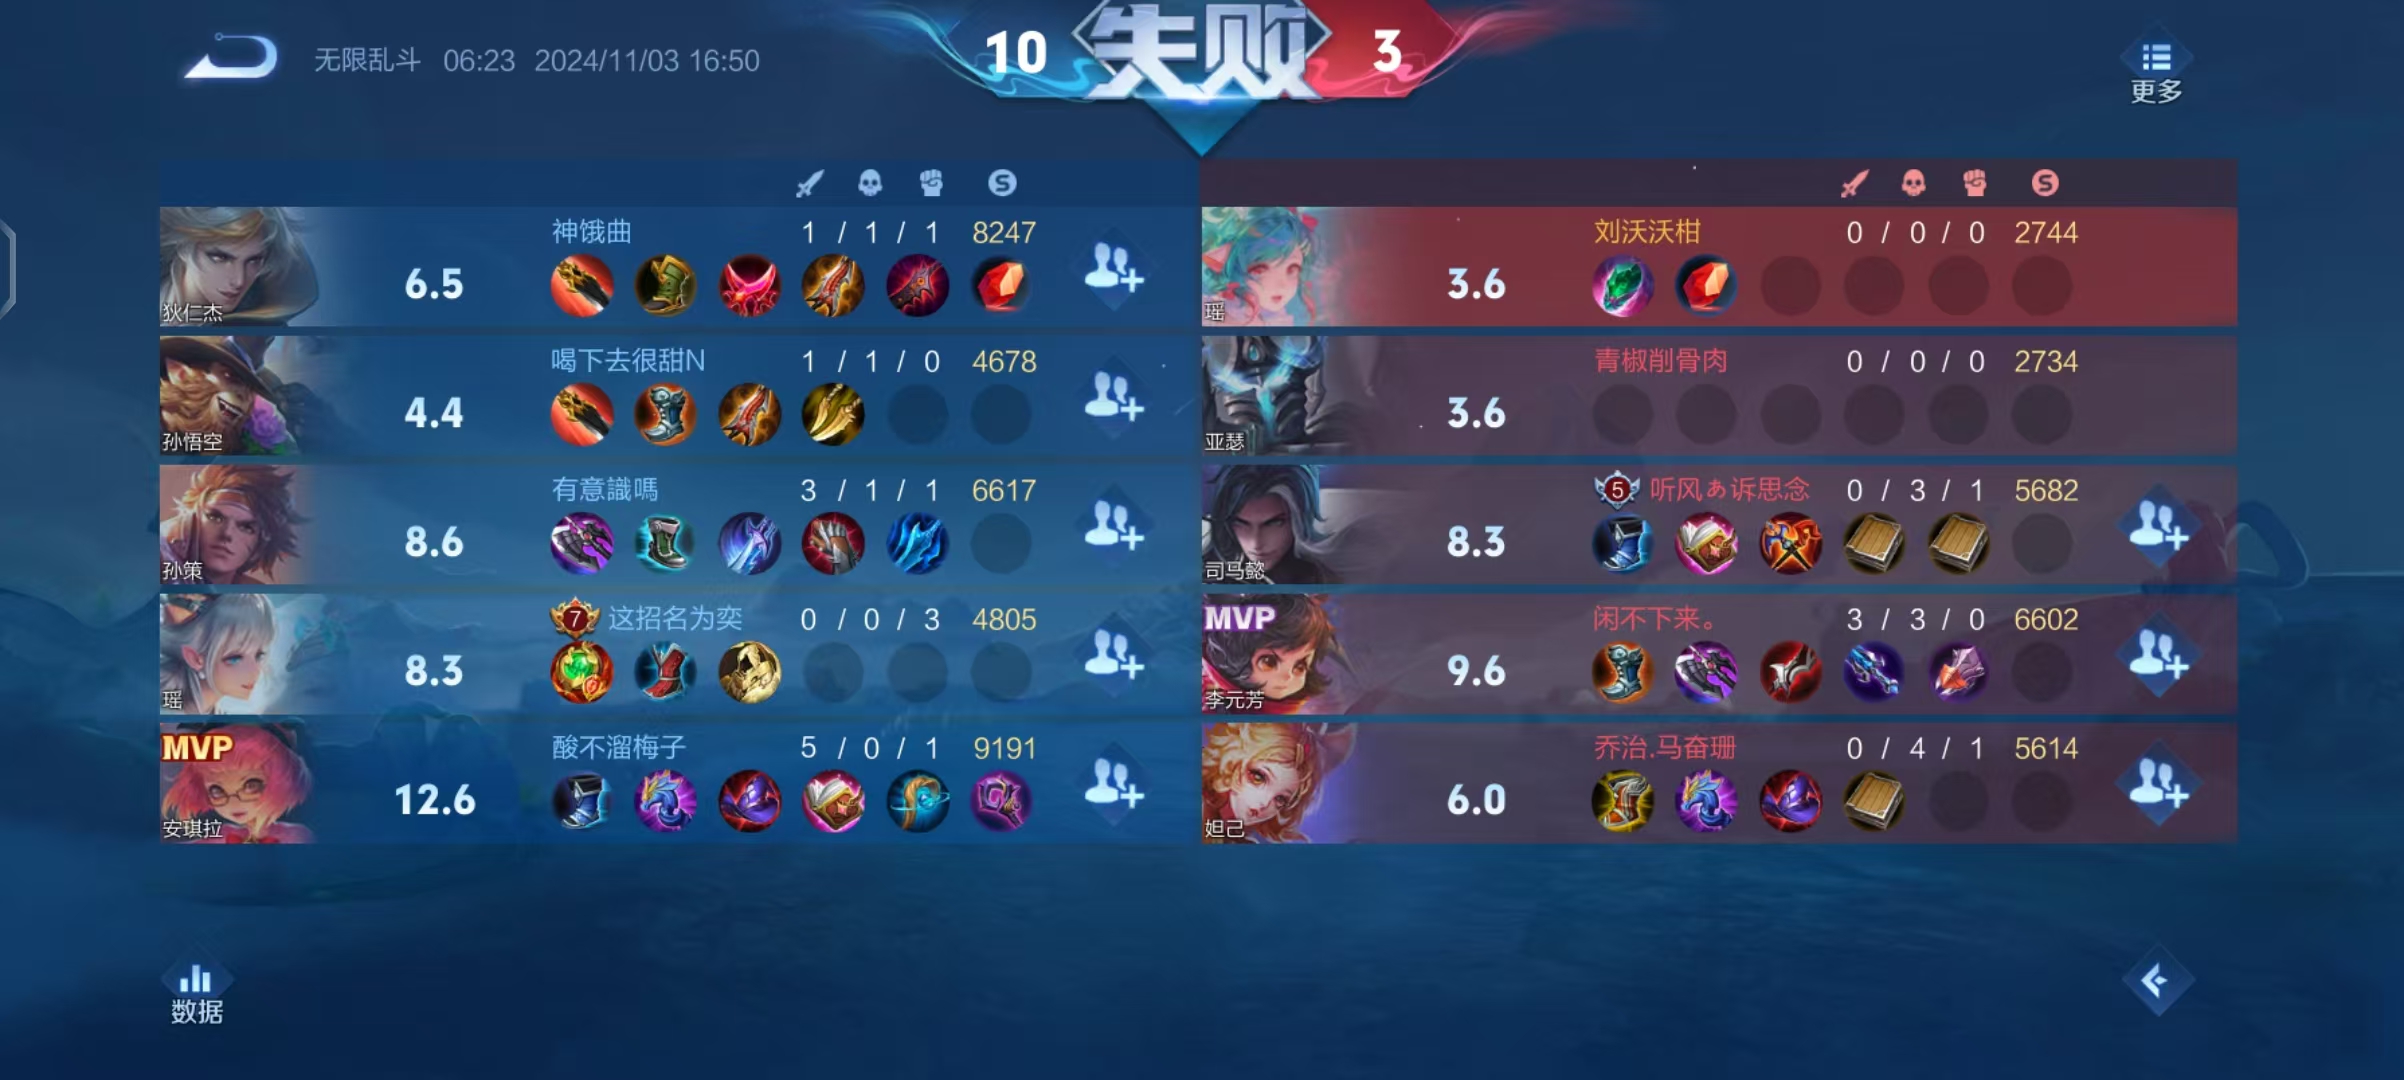 无限乱斗 06:23 2024/11/03 16:50
10 失败 3
更多
神饿曲 1 / 1 / 1 8247
6.5
狄仁杰
喝下去很甜N 1 / 1 / 0 4678
4.4
孙悟空
有意識嗎 3 / 1 / 1 6617
8.6
孙策
7 这招名为奕 0 / 0 / 3 4805
8.3
瑶
MVP 酸不溜梅子 5 / 0 / 1 9191
12.6
安琪拉
刘沃沃柑 0 / 0 / 0 2744
3.6
瑶
青椒削骨肉 0 / 0 / 0 2734
3.6
亚瑟
5 听风ぁ诉思念 0 / 3 / 1 5682
8.3
司马懿
MVP 闲不下来。 3 / 3 / 0 6602
9.6
李元芳
乔治.马奋珊 0 / 4 / 1 5614
6.0
妲己
数据